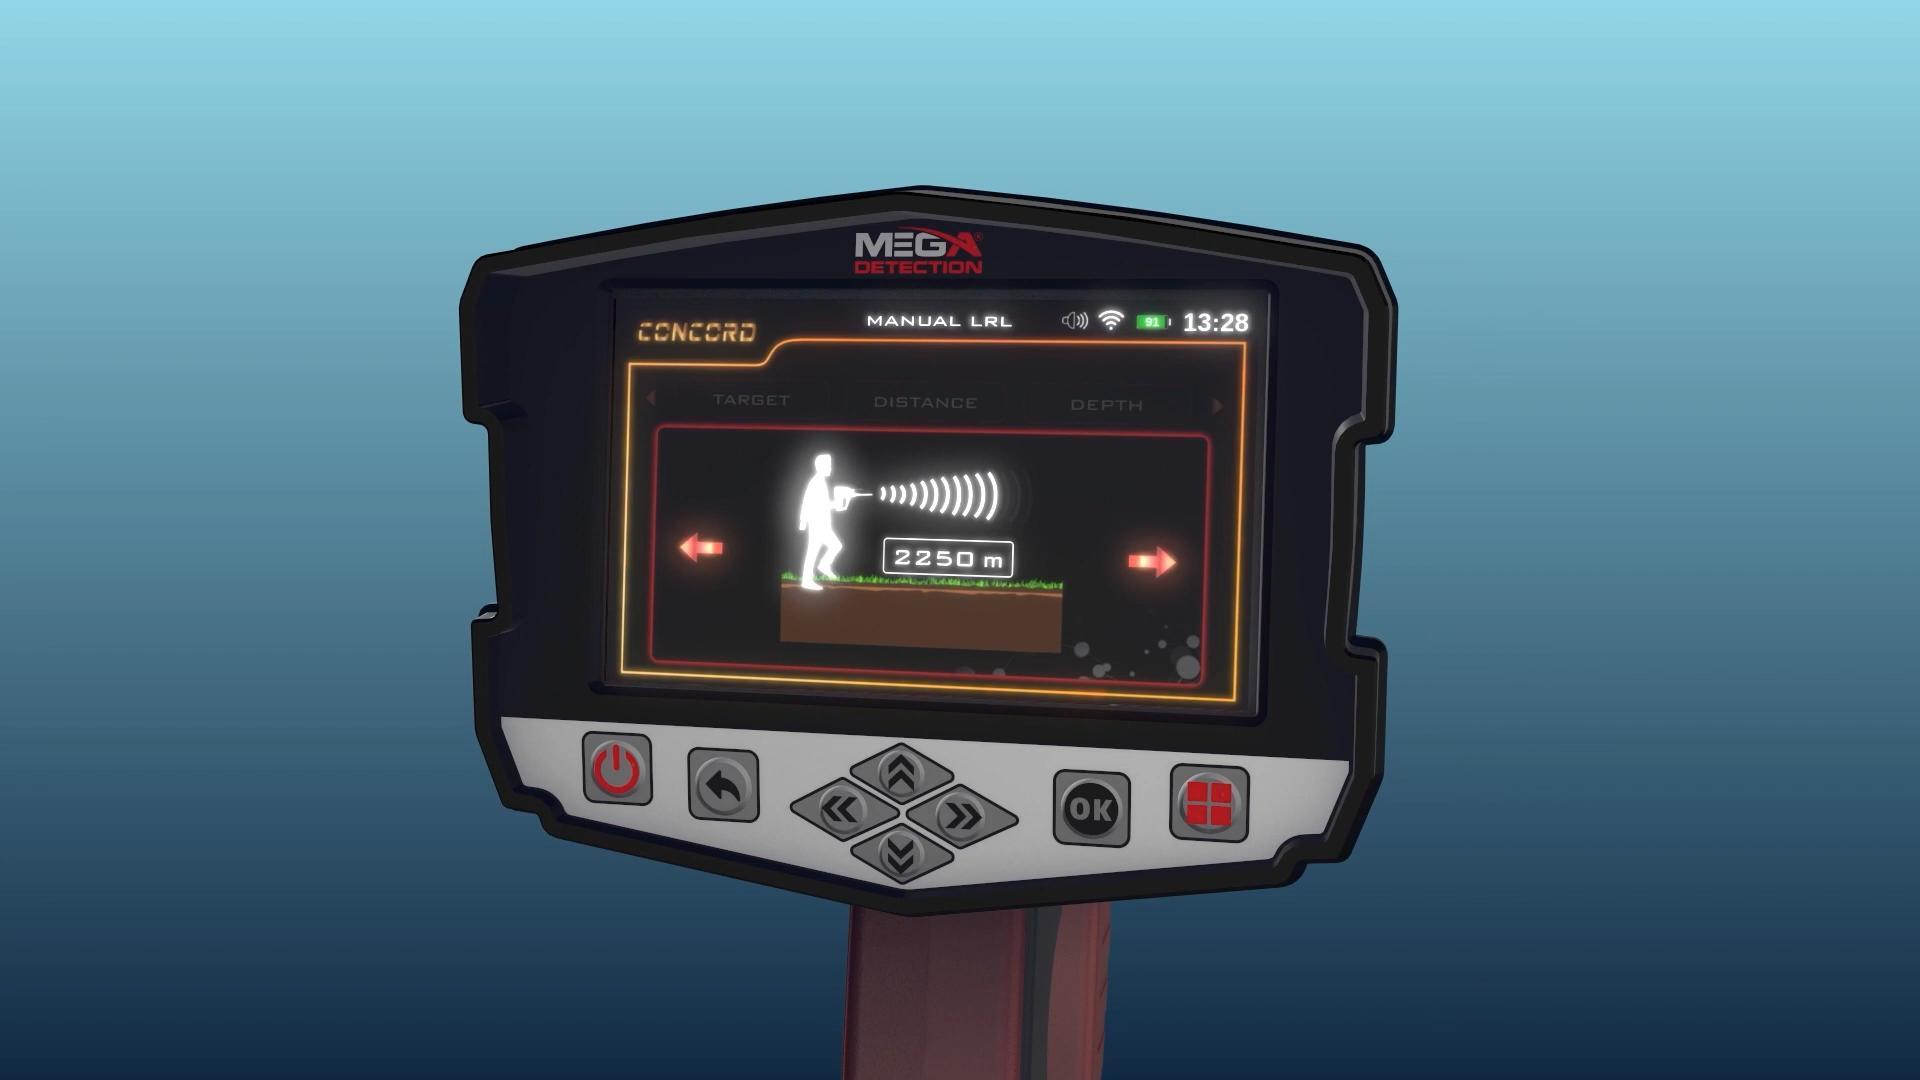 MEGA®
DETECTION
CONCORD
MANUAL LRL
91
13:28
TARGET
DISTANCE
DEPTH
2250 m
OK